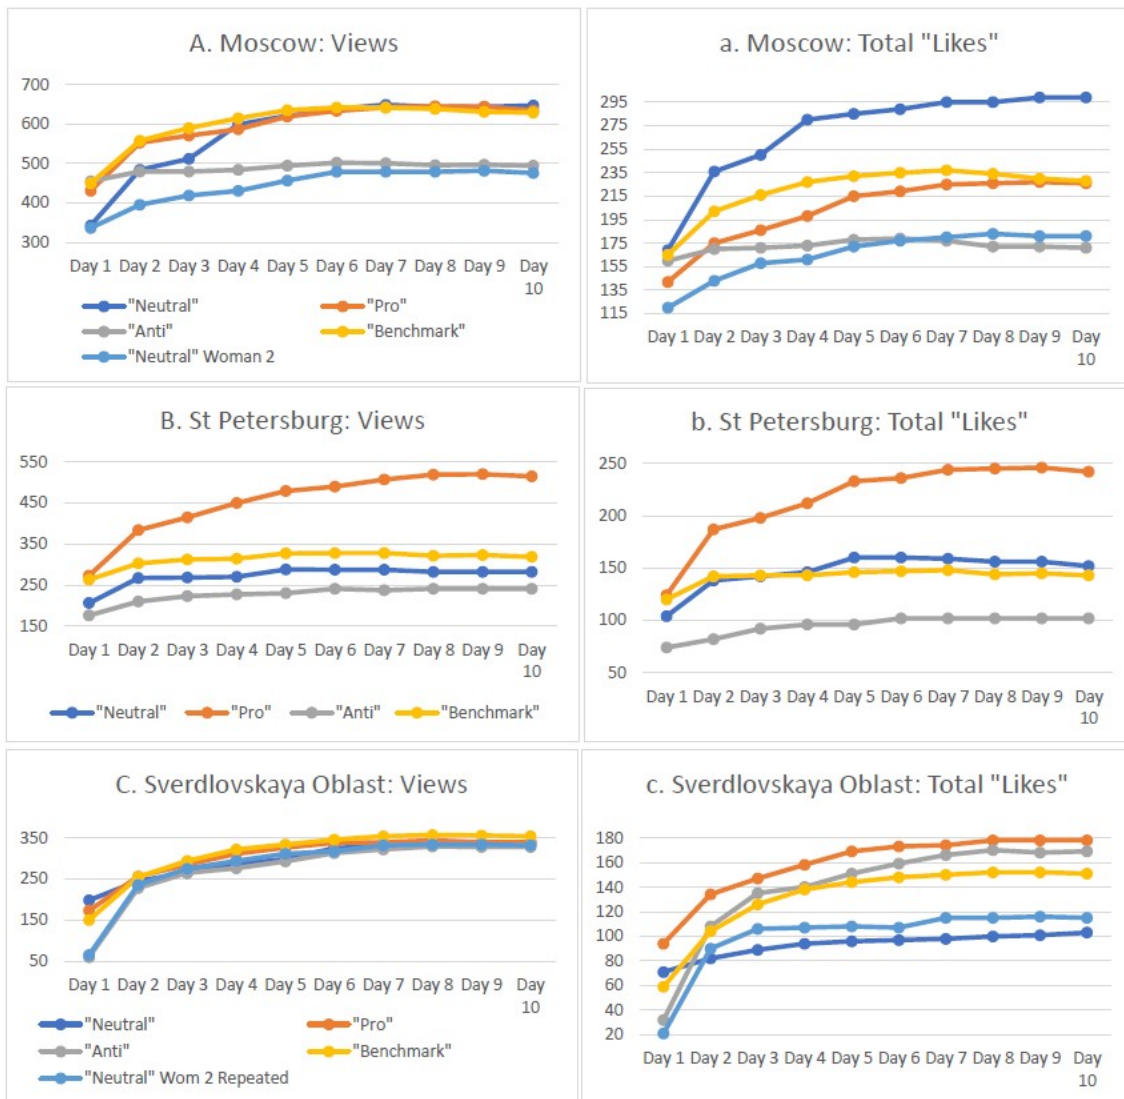 A. Moscow: Views
700
600
500
400
300
Day 1 Day 2 Day 3 Day 4 Day 5 Day 6 Day 7 Day 8 Day 9 Day
10
"Neutral" "Pro"
"Anti" "Benchmark"
"Neutral" Woman 2
a. Moscow: Total "Likes"
295
275
255
235
215
195
175
155
135
115
Day 1 Day 2 Day 3 Day 4 Day 5 Day 6 Day 7 Day 8 Day 9 Day
10
B. St Petersburg: Views
550
450
350
250
150
Day 1 Day 2 Day 3 Day 4 Day 5 Day 6 Day 7 Day 8 Day 9 Day
10
"Neutral" "Pro" "Anti" "Benchmark"
b. St Petersburg: Total "Likes"
250
200
150
100
50
Day 1 Day 2 Day 3 Day 4 Day 5 Day 6 Day 7 Day 8 Day 9 Day
10
C. Sverdlovskaya Oblast: Views
350
250
150
50
Day 1 Day 2 Day 3 Day 4 Day 5 Day 6 Day 7 Day 8 Day 9 Day
10
"Neutral" "Pro"
"Anti" "Benchmark"
"Neutral" Wom 2 Repeated
c. Sverdlovskaya Oblast: Total "Likes"
180
160
140
120
100
80
60
40
20
Day 1 Day 2 Day 3 Day 4 Day 5 Day 6 Day 7 Day 8 Day 9 Day
10